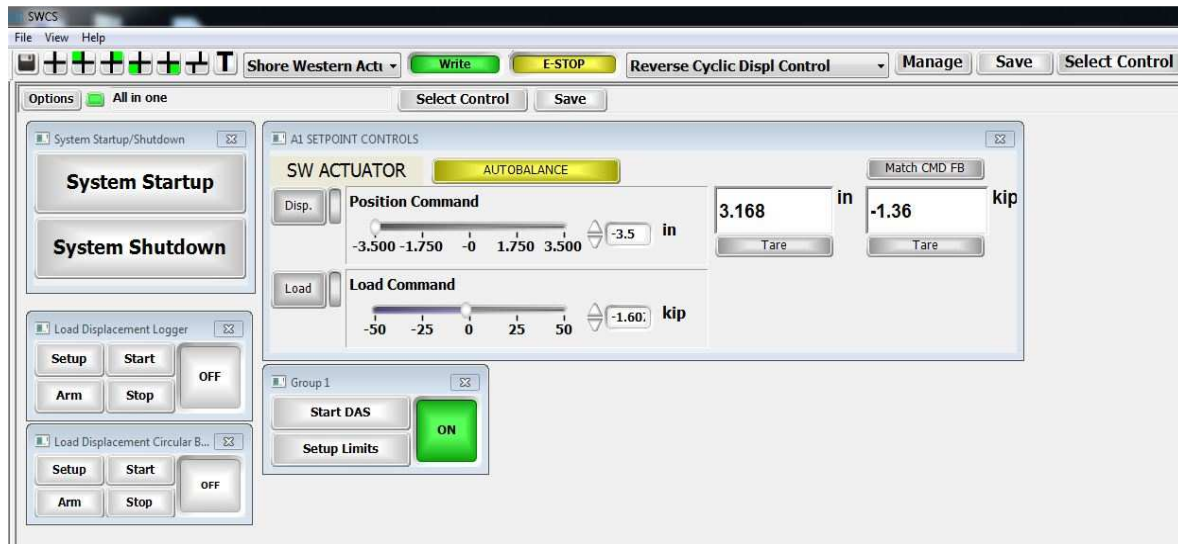 SWCS
File View Help
T Shore Western Actu Write E-STOP Reverse Cyclic Displ Control Manage Save Select Control
Options All in one Select Control Save
System Startup/Shutdown
System Startup
System Shutdown
A1 SETPOINT CONTROLS
SW ACTUATOR AUTOBALANCE Match CMD FB
Disp. Position Command
-3.500 -1.750 -0 1.750 3.500 -3.5 in
3.168 in -1.36 kip
Tare Tare
Load Load Command
-50 -25 0 25 50 -1.60 kip
Load Displacement Logger
Setup Start OFF
Arm Stop
Group 1
Start DAS ON
Setup Limits
Load Displacement Circular B...
Setup Start OFF
Arm Stop